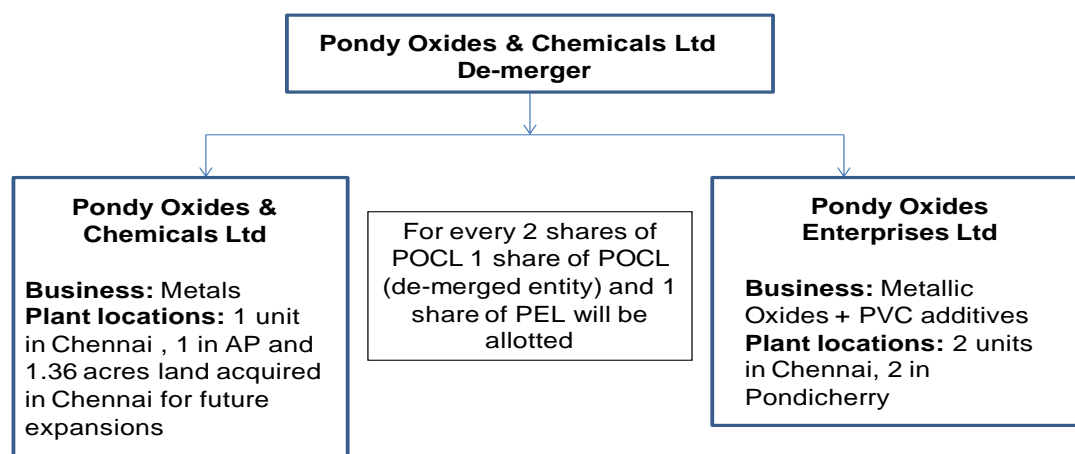 Pondy Oxides & Chemicals Ltd
De-merger
Pondy Oxides &
Chemicals Ltd
Business: Metals
Plant locations: 1 unit
in Chennai , 1 in AP and
1.36 acres land acquired
in Chennai for future
expansions
For every 2 shares of
POCL 1 share of POCL
(de-merged entity) and 1
share of PEL will be
allotted
Pondy Oxides
Enterprises Ltd
Business: Metallic
Oxides + PVC additives
Plant locations: 2 units
in Chennai, 2 in
Pondicherry